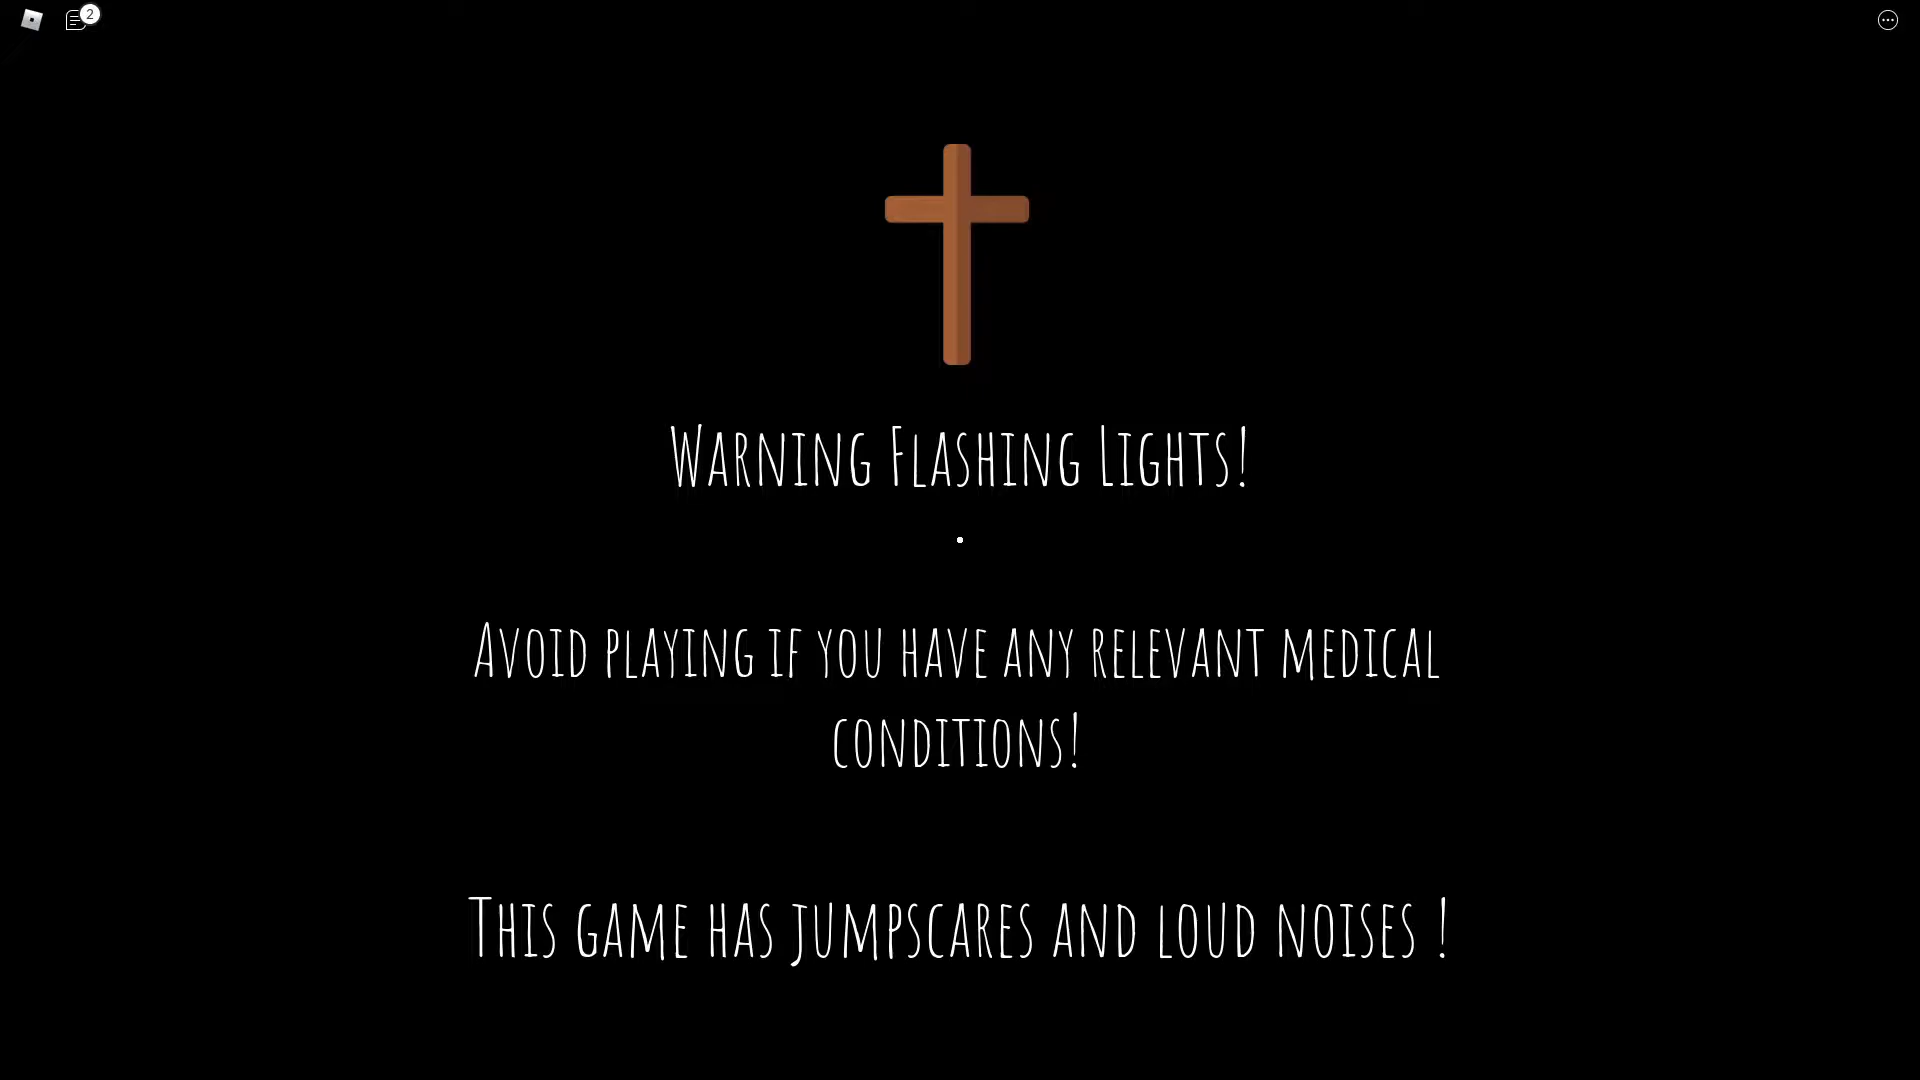 2
Warning Flashing Lights!
Avoid playing if you have any relevant medical
conditions!
This game has jumpscares and loud noises !